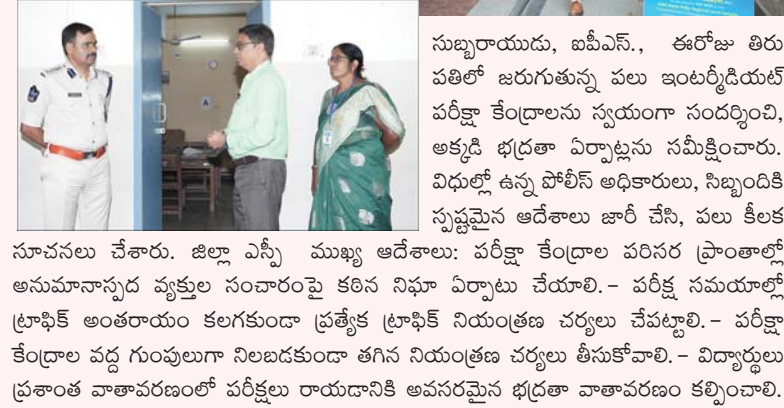 సుబ్బరాయుడు, ఐపీఎస్., ఈరోజు తిరు
పతిలో జరుగుతున్న పలు ఇంటర్మీడియట్
పరీక్షా కేంద్రాలను స్వయంగా సందర్శించి,
అక్కడి భద్రతా ఏర్పాట్లను సమీక్షించారు.
విధుల్లో ఉన్న పోలీస్ అధికారులు, సిబ్బందికి
స్పష్టమైన ఆదేశాలు జారీ చేసి, పలు కీలక
సూచనలు చేశారు. జిల్లా ఎస్పీ ముఖ్య ఆదేశాలు: పరీక్షా కేంద్రాల పరిసర ప్రాంతాల్లో
అనుమానాస్పద వ్యక్తుల సంచారంపై కఠిన నిఘా ఏర్పాటు చేయాలి.– పరీక్ష సమయాల్లో
ట్రాఫిక్ అంతరాయం కలగకుండా ప్రత్యేక ట్రాఫిక్ నియంత్రణ చర్యలు చేపట్టాలి.– పరీక్షా
కేంద్రాల వద్ద గుంపులుగా నిలబడకుండా తగిన నియంత్రణ చర్యలు తీసుకోవాలి.– విద్యార్థులు
ప్రశాంత వాతావరణంలో పరీక్షలు రాయడానికి అవసరమైన భద్రతా వాతావరణం కల్పించాలి.